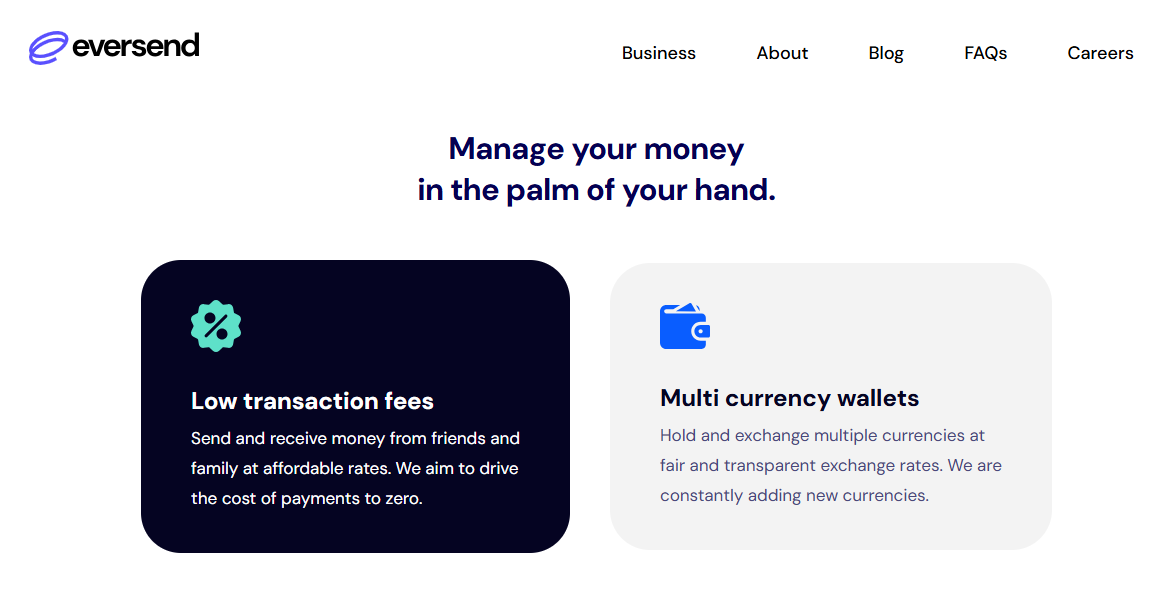 eversend
Business About Blog FAQs Careers
Manage your money
in the palm of your hand.
Low transaction fees
Send and receive money from friends and
family at affordable rates. We aim to drive
the cost of payments to zero.
Multi currency wallets
Hold and exchange multiple currencies at
fair and transparent exchange rates. We are
constantly adding new currencies.